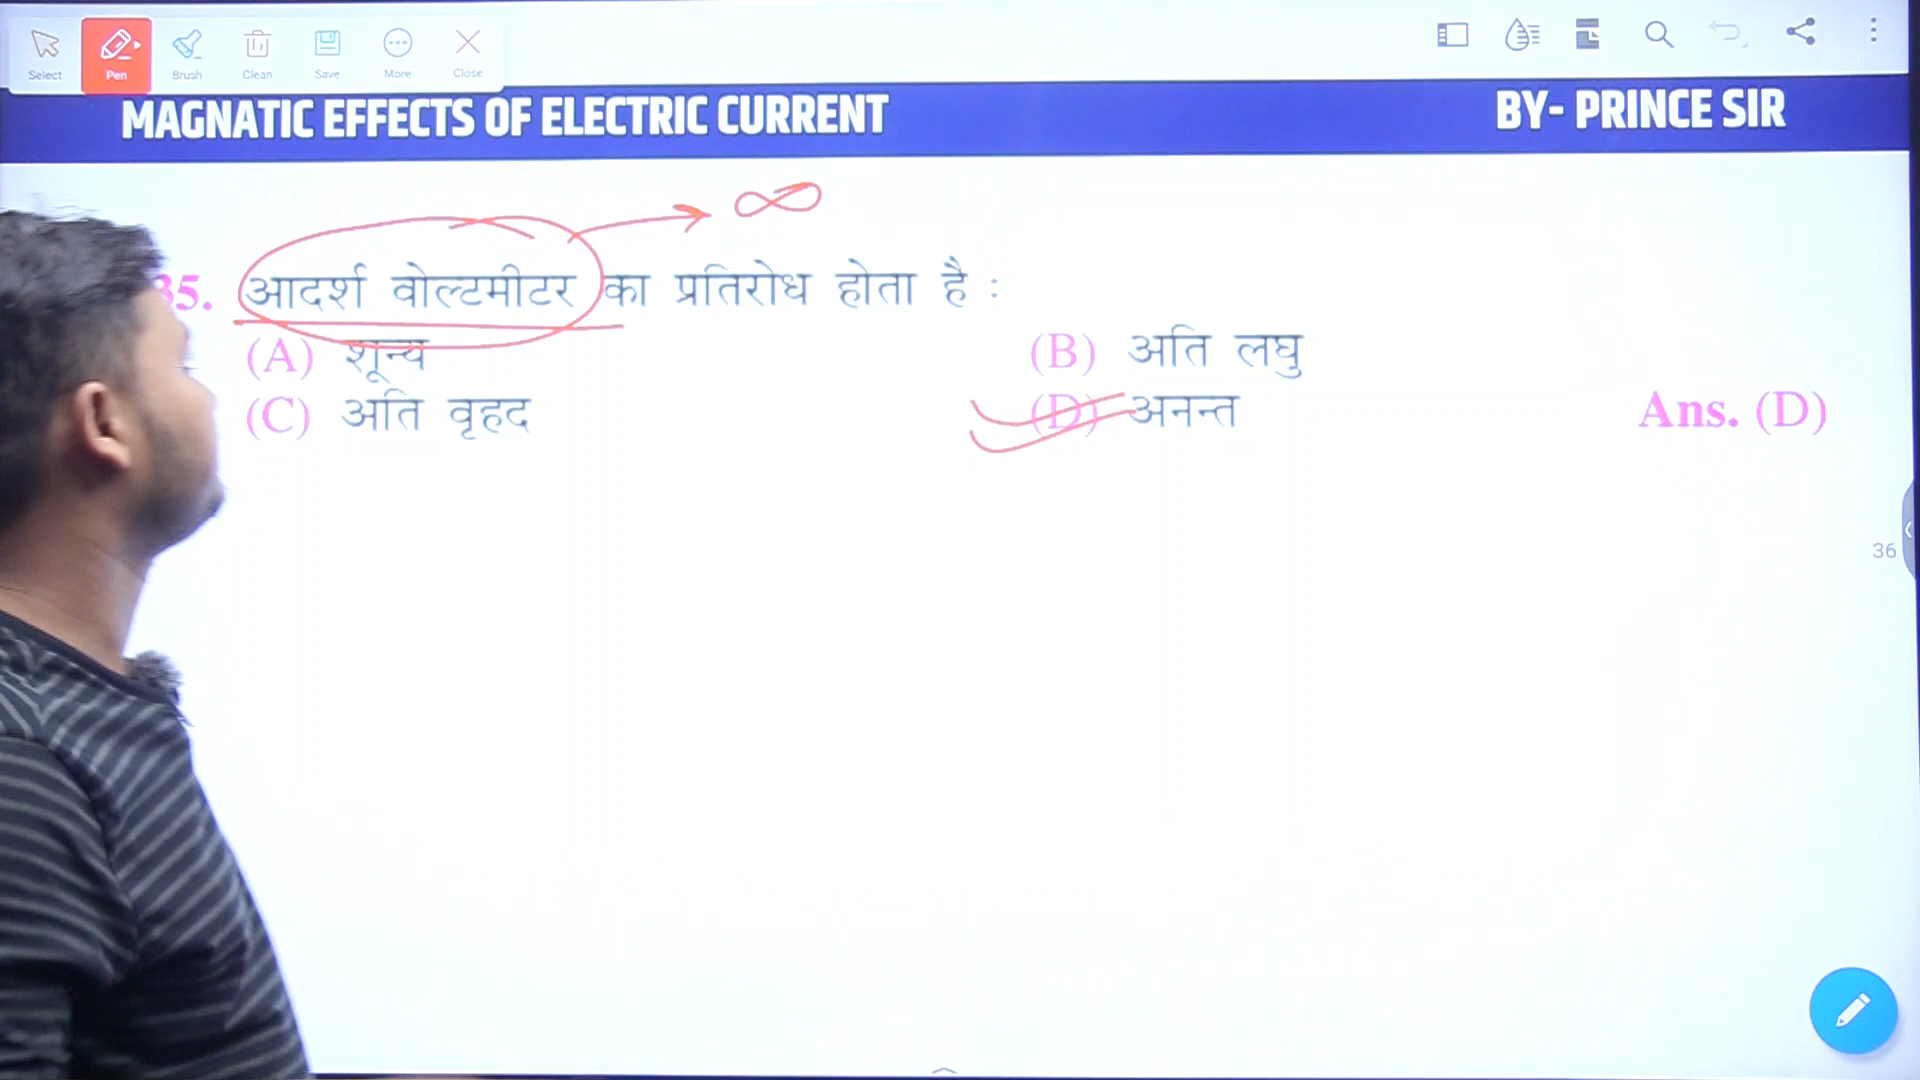 Select Pen Brush Clean Save More Close
MAGNATIC EFFECTS OF ELECTRIC CURRENT BY- PRINCE SIR
∞
35. आदर्श वोल्टमीटर का प्रतिरोध होता है :
(A) शून्य (B) अति लघु
(C) अति वृहद (D) अनन्त Ans. (D)
36